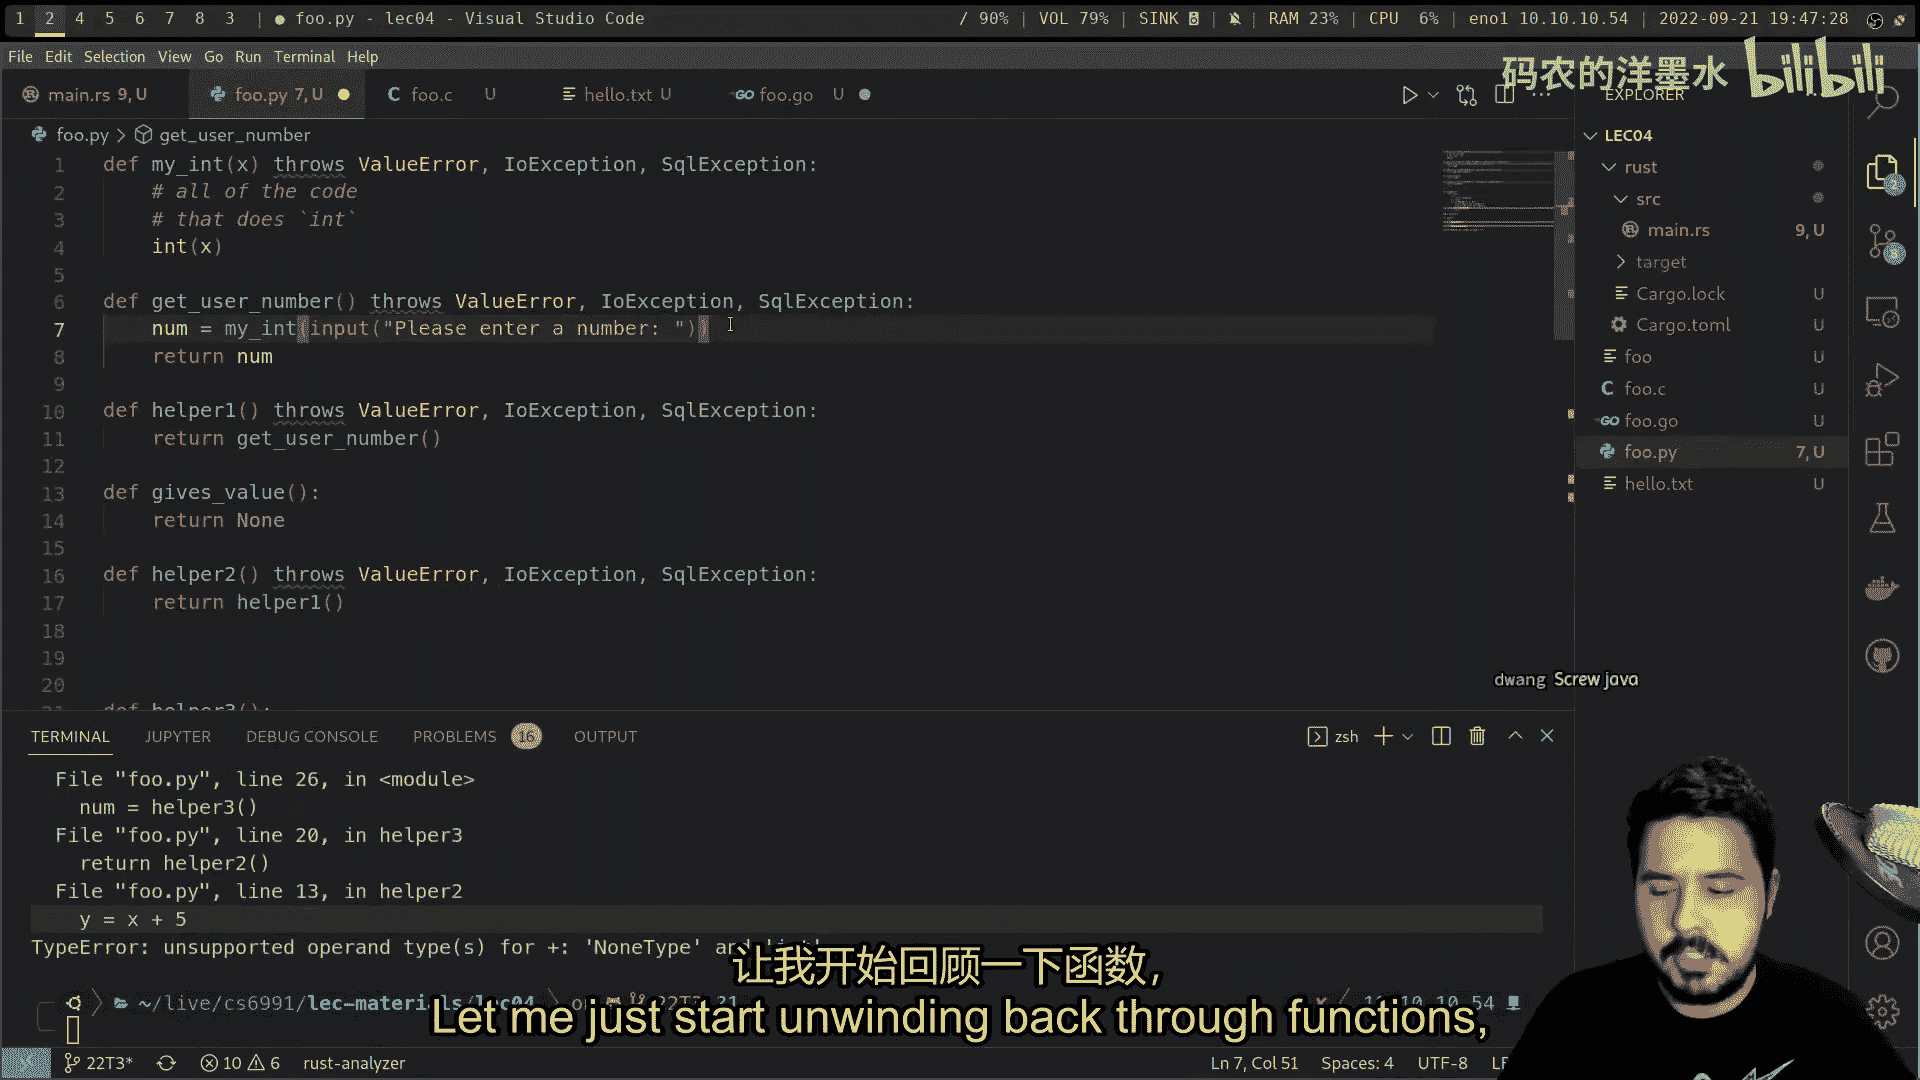 1 2 4 5 6 7 8 3 | ● foo.py - lec04 - Visual Studio Code
/ 90% | VOL 79% | SINK | RAM 23% | CPU 6% | eno1 10.10.10.54 | 2022-09-21 19:47:28
File Edit Selection View Go Run Terminal Help
码农的洋墨水 bilibili
main.rs 9, U foo.py 7, U foo.c U hello.txt U foo.go U
EXPLORER
foo.py > get_user_number
1 def my_int(x) throws ValueError, IoException, SqlException:
2 # all of the code
3 # that does `int`
4 int(x)
5
6 def get_user_number() throws ValueError, IoException, SqlException:
7 num = my_int(input("Please enter a number: "))
8 return num
9
10 def helper1() throws ValueError, IoException, SqlException:
11 return get_user_number()
12
13 def gives_value():
14 return None
15
16 def helper2() throws ValueError, IoException, SqlException:
17 return helper1()
18
19
20
21 def helper3():
LEC04
rust
src
main.rs 9, U
target
Cargo.lock U
Cargo.toml U
foo U
foo.c U
foo.go U
foo.py 7, U
hello.txt U
dwang Screw java
TERMINAL JUPYTER DEBUG CONSOLE PROBLEMS 16 OUTPUT
zsh
File "foo.py", line 26, in <module>
num = helper3()
File "foo.py", line 20, in helper3
return helper2()
File "foo.py", line 13, in helper2
y = x + 5
TypeError: unsupported operand type(s) for +: 'NoneType' and
~/live/cs6991/lec-materials/lec04
让我开始回顾一下函数,
Let me just start unwinding back through functions,
22T3* 10 6 rust-analyzer
Ln 7, Col 51 Spaces: 4 UTF-8